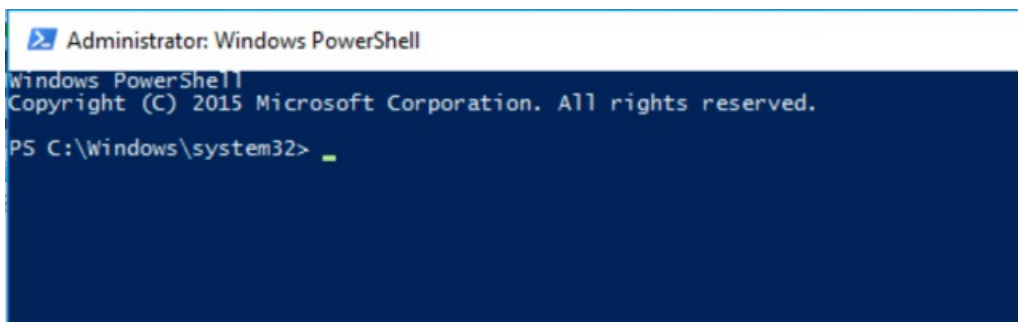 Administrator: Windows PowerShell
Windows PowerShell
Copyright (C) 2015 Microsoft Corporation. All rights reserved.
PS C:\Windows\system32> _